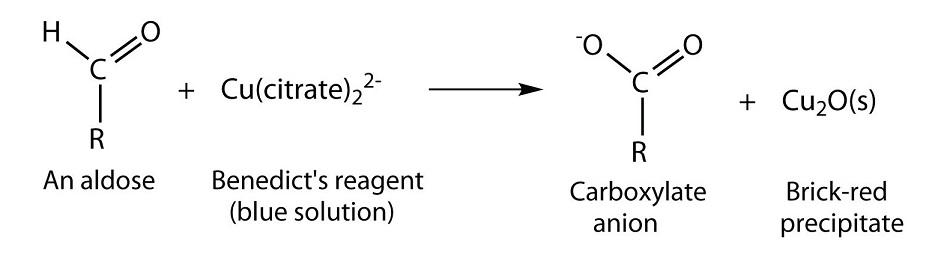 H O
C
R
+ Cu(citrate)₂²⁻
⁻O O
C
R
+ Cu₂O(s)
An aldose
Benedict's reagent
(blue solution)
Carboxylate
anion
Brick-red
precipitate